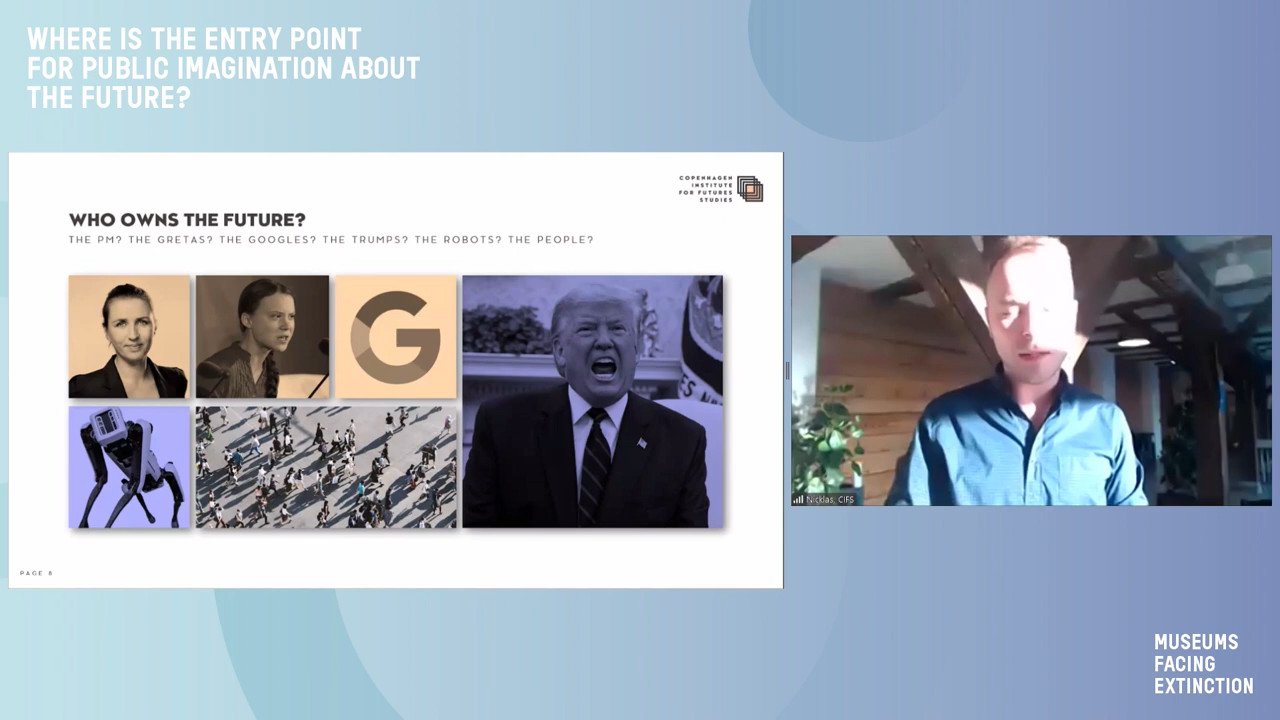 WHERE IS THE ENTRY POINT
FOR PUBLIC IMAGINATION ABOUT
THE FUTURE?
COPENHAGEN
INSTITUTE
FOR FUTURES
STUDIES
WHO OWNS THE FUTURE?
THE PM? THE GRETAS? THE GOOGLES? THE TRUMPS? THE ROBOTS? THE PEOPLE?
G
ES
Nicklas, CIFS
PAGE 8
MUSEUMS
FACING
EXTINCTION